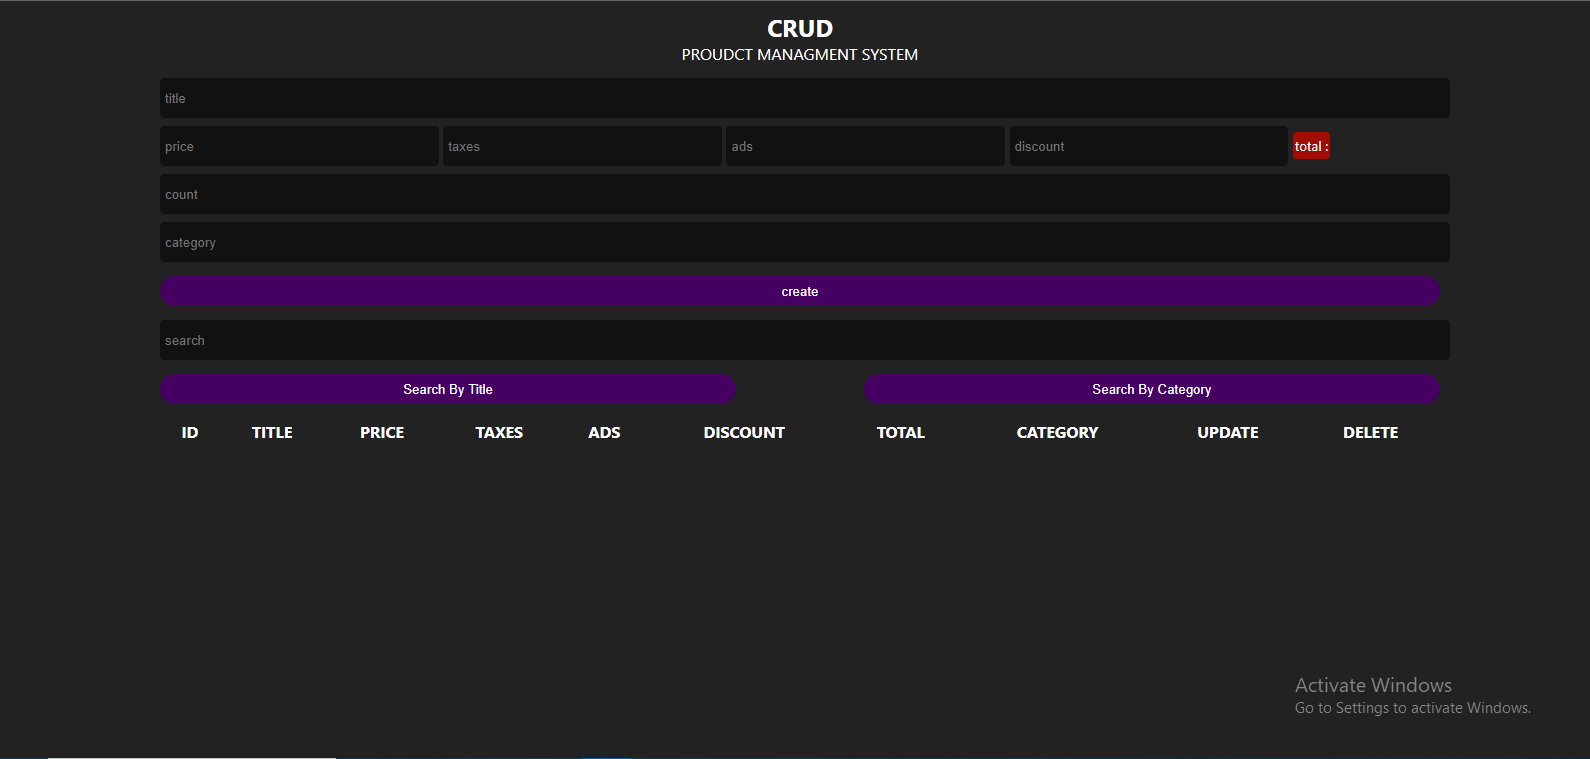 CRUD
PROUDCT MANAGMENT SYSTEM
title
price taxes ads discount total :
count
category
create
search
Search By Title Search By Category
ID TITLE PRICE TAXES ADS DISCOUNT TOTAL CATEGORY UPDATE DELETE
Activate Windows
Go to Settings to activate Windows.